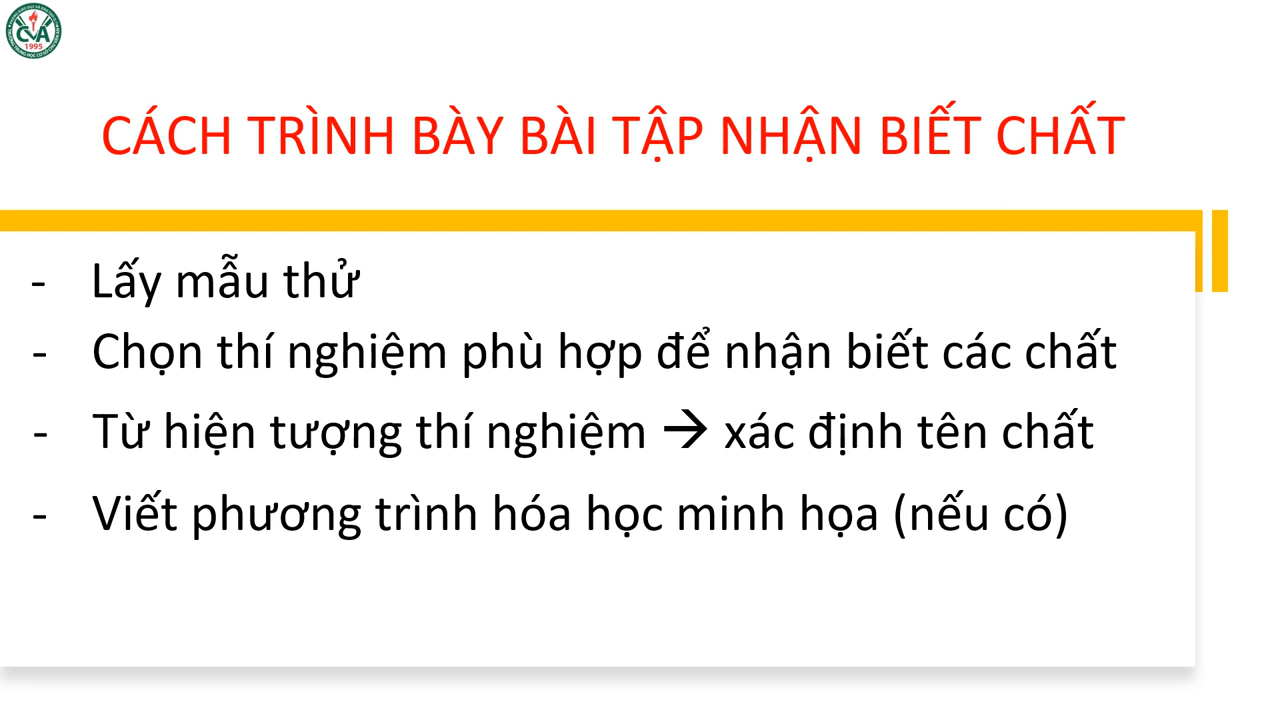 CVA
1995
CÁCH TRÌNH BÀY BÀI TẬP NHẬN BIẾT CHẤT
- Lấy mẫu thử
- Chọn thí nghiệm phù hợp để nhận biết các chất
- Từ hiện tượng thí nghiệm → xác định tên chất
- Viết phương trình hóa học minh họa (nếu có)